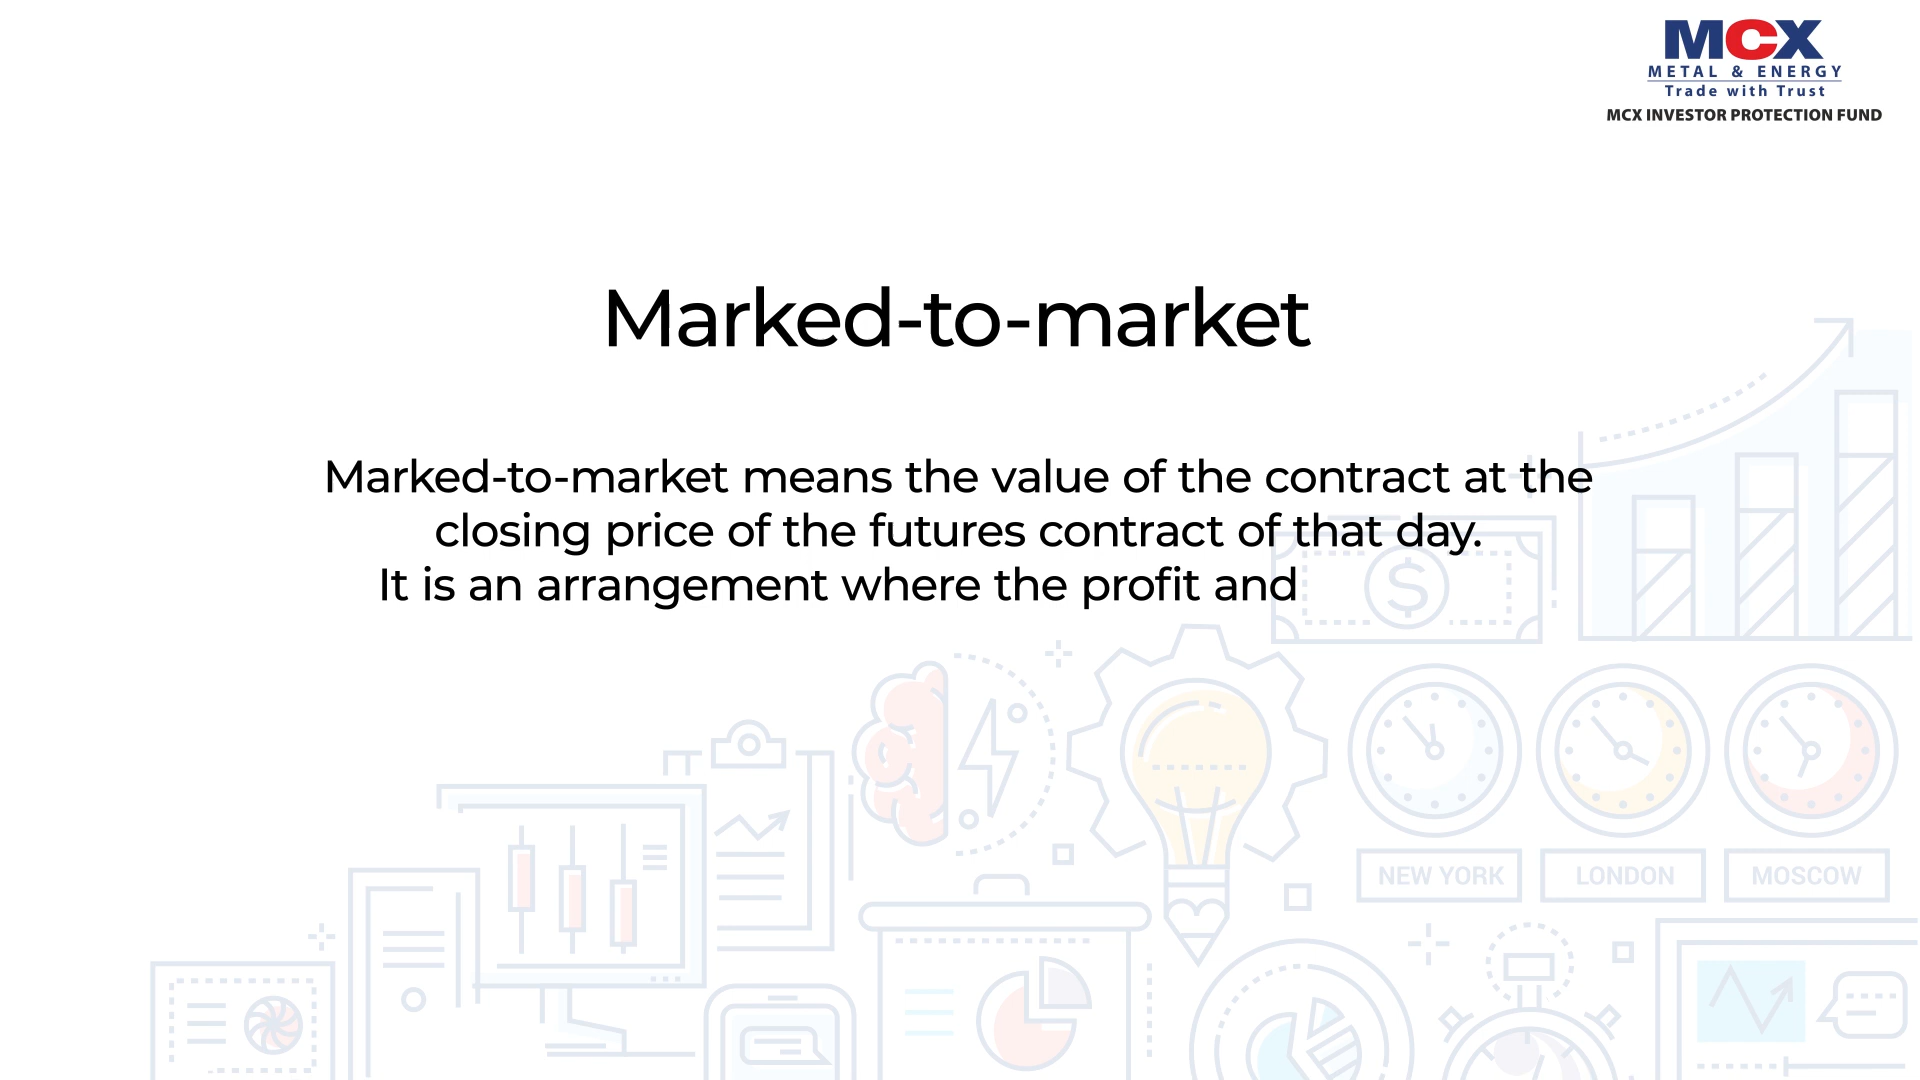 MCX
METAL & ENERGY
Trade with Trust
MCX INVESTOR PROTECTION FUND
Marked-to-market
Marked-to-market means the value of the contract at the
closing price of the futures contract of that day.
It is an arrangement where the profit and
NEW YORK
LONDON
MOSCOW